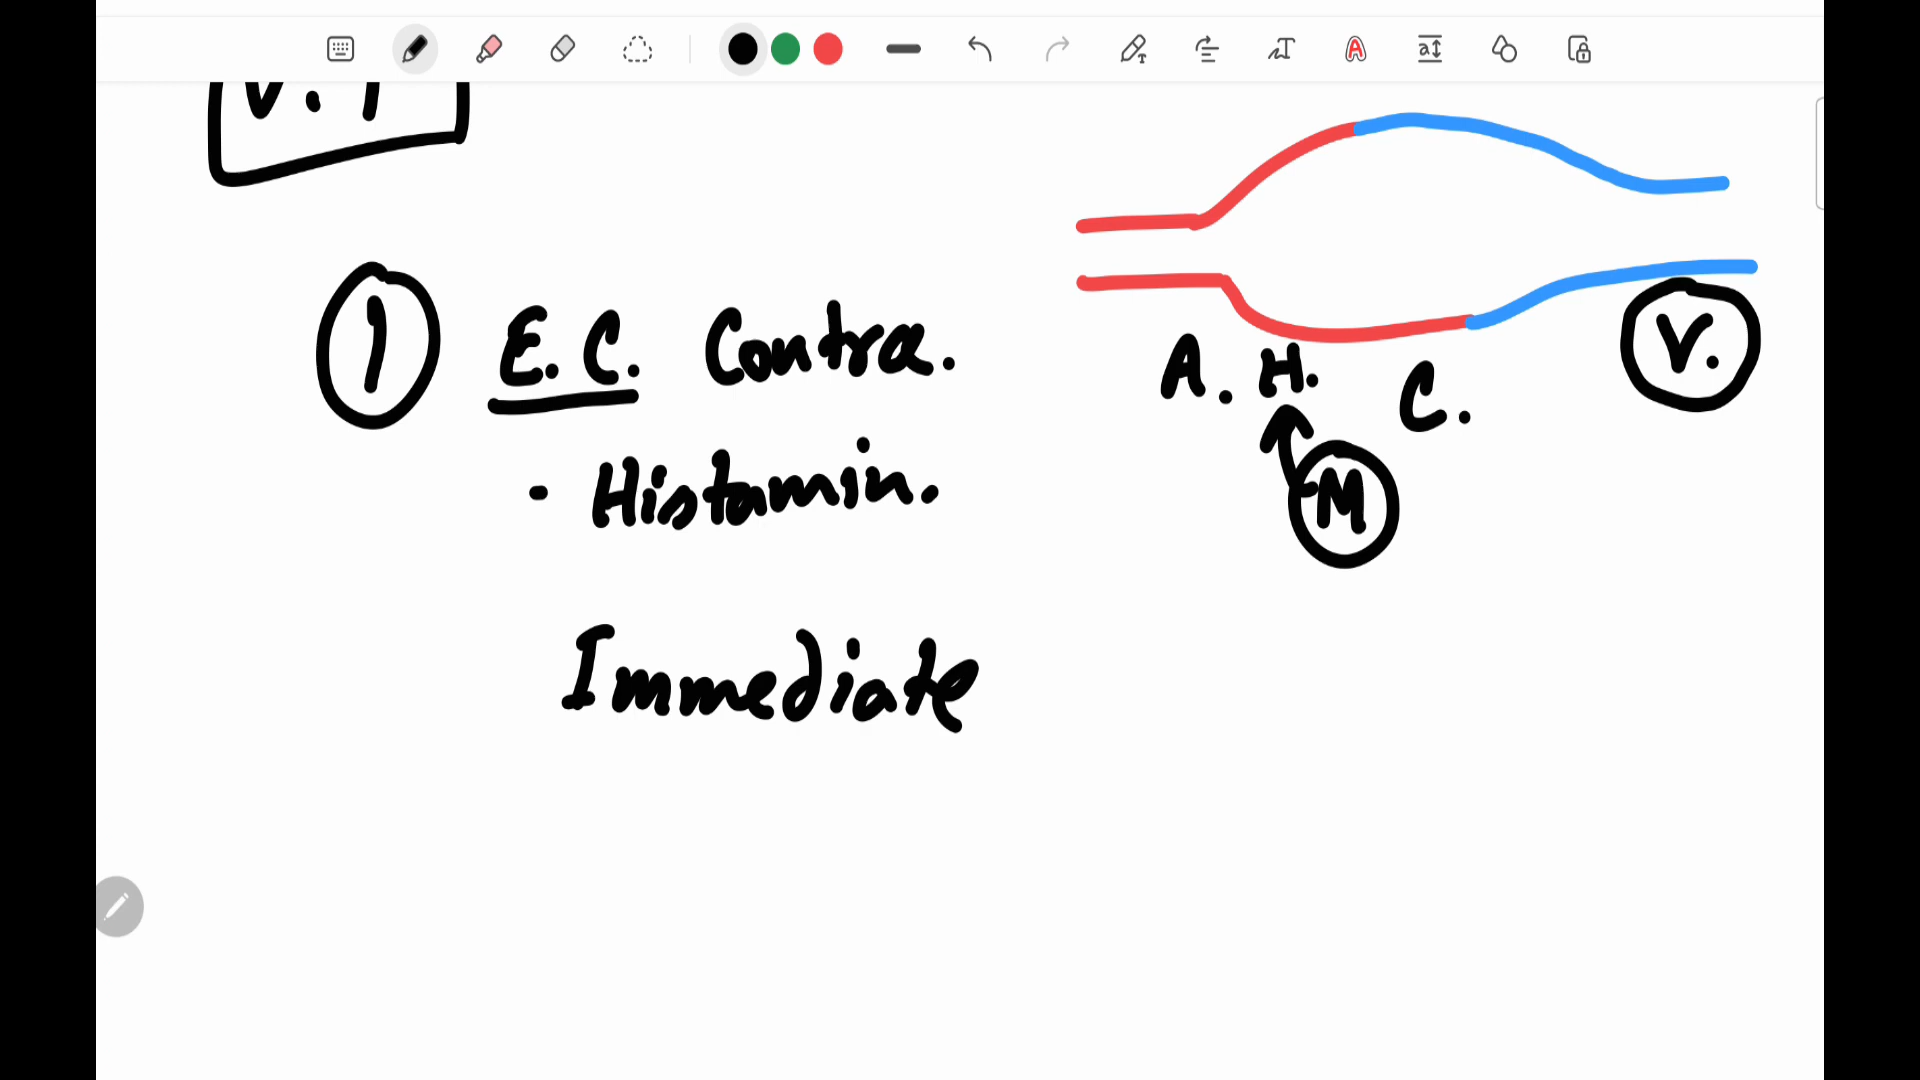 ① E.C. Contra.
· Histamin.
Immediate
A. H. C. V.
M